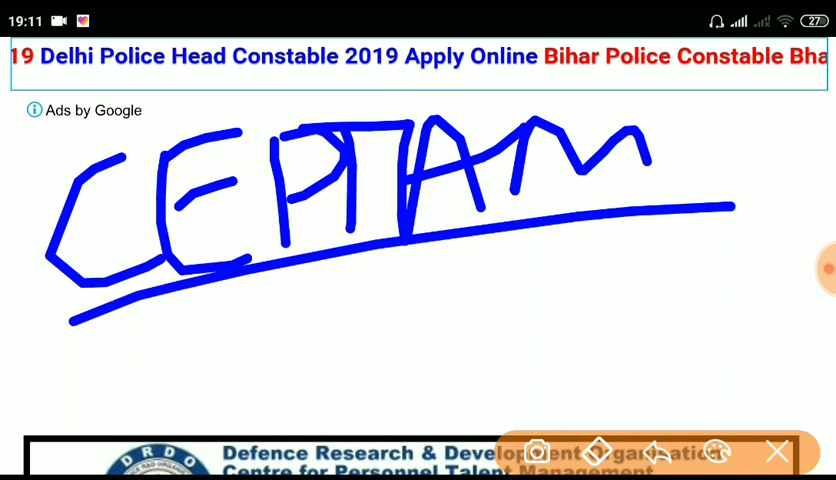 19:11 27
19 Delhi Police Head Constable 2019 Apply Online Bihar Police Constable Bha
Ads by Google
CEPTAM
DRDO
Defence Research & Development Organisation
Centre for Personnel Talent Management